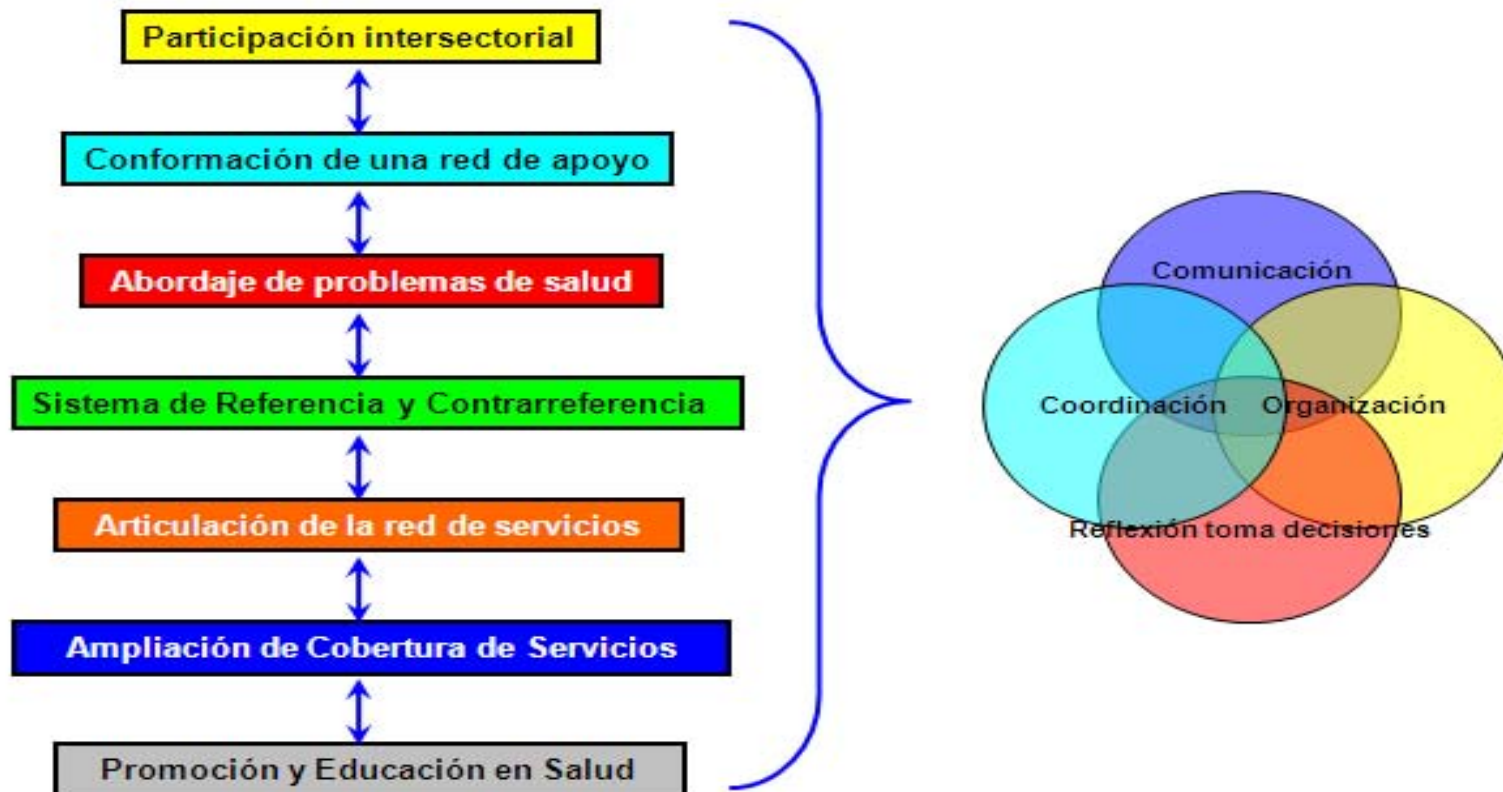 Participación intersectorial
Conformación de una red de apoyo
Abordaje de problemas de salud
Sistema de Referencia y Contrarreferencia
Articulación de la red de servicios
Ampliación de Cobertura de Servicios
Promoción y Educación en Salud
Comunicación
Coordinación
Organización
Reflexión toma decisiones